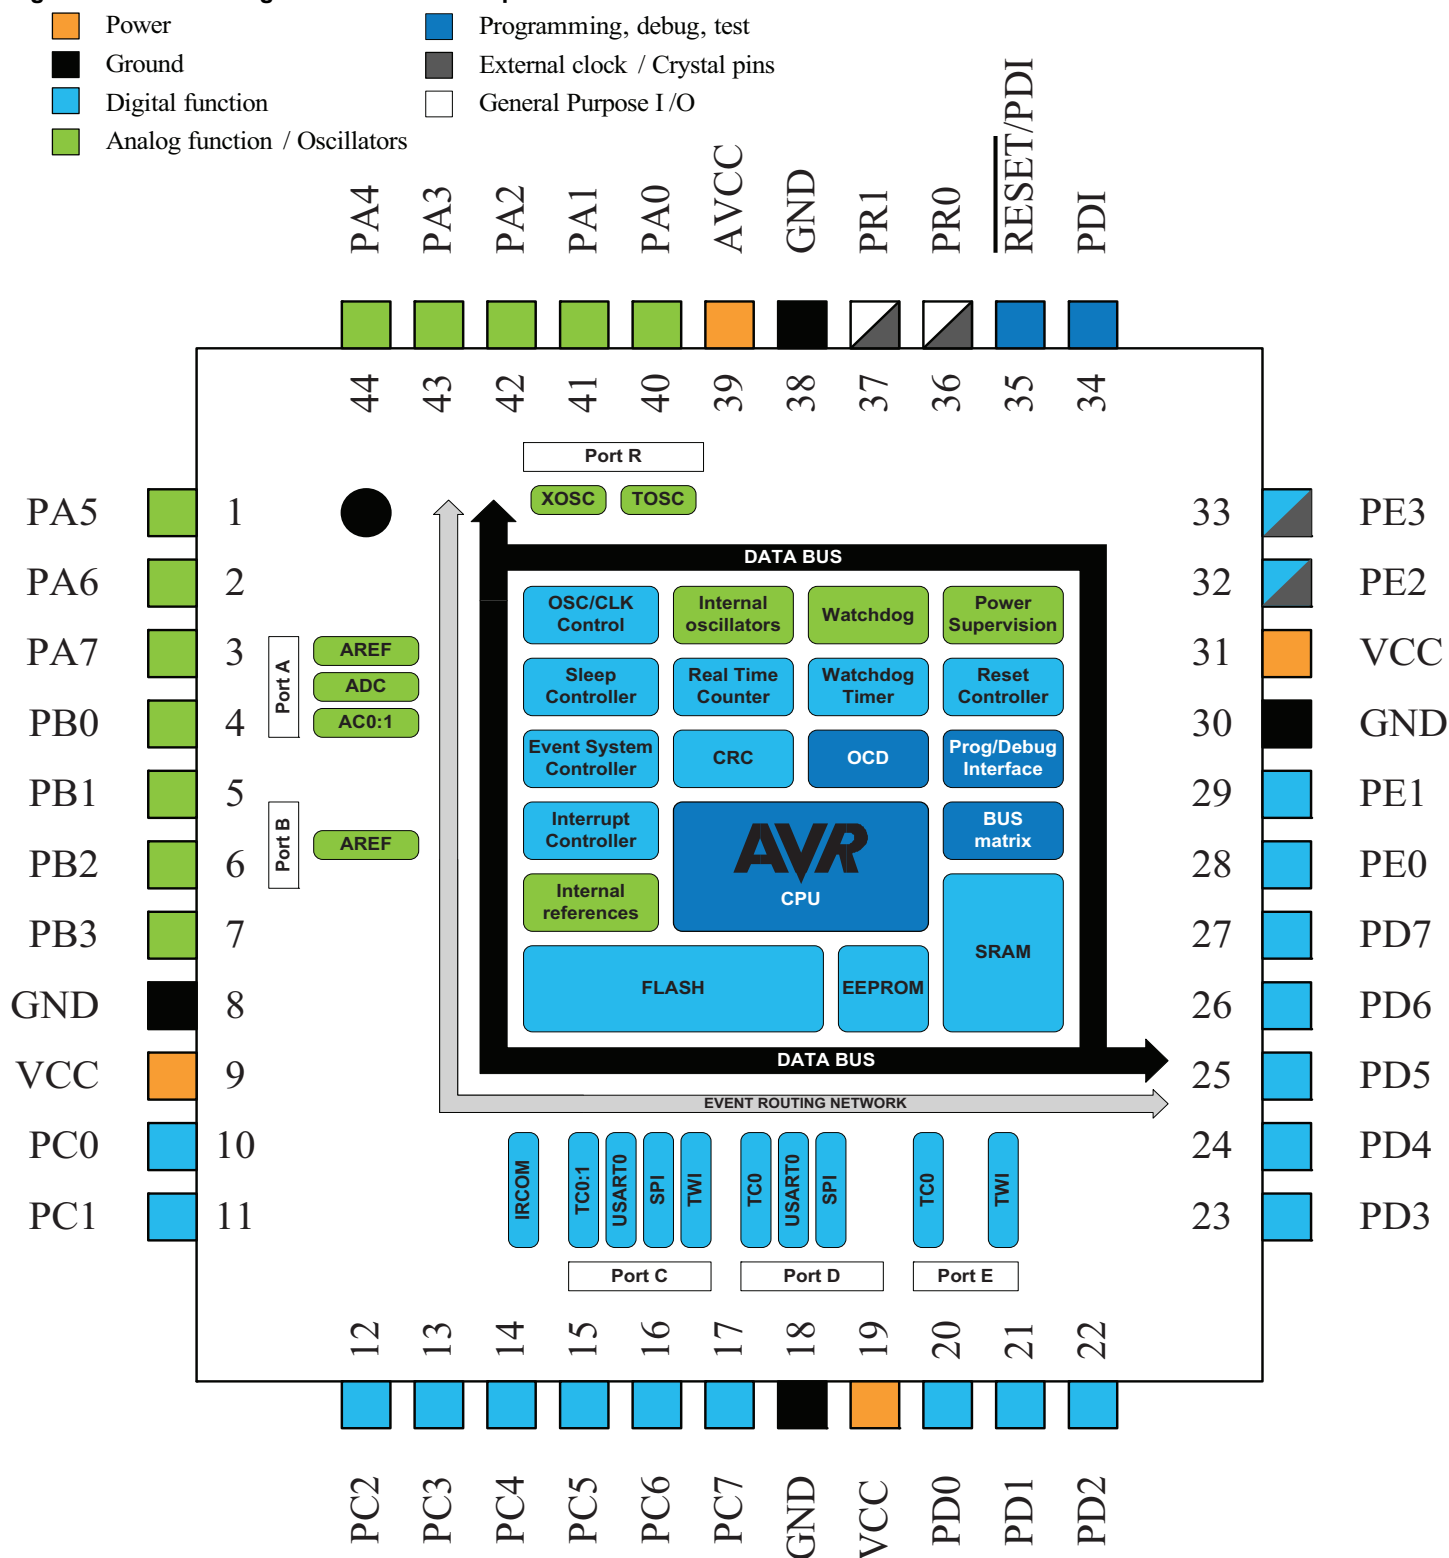 Power
Ground
Digital function
Analog function / Oscillators
Programming, debug, test
External clock / Crystal pins
General Purpose I /O
PA4
PA3
PA2
PA1
PA0
AVCC
GND
PR1
PR0
RESET/PDI
PDI
44
43
42
41
40
39
38
37
36
35
34
PA5 1
PA6 2
PA7 3
PB0 4
PB1 5
PB2 6
PB3 7
GND 8
VCC 9
PC0 10
PC1 11
Port A
AREF
ADC
AC0:1
Port B
AREF
Port R
XOSC
TOSC
DATA BUS
OSC/CLK
Control
Internal
oscillators
Watchdog
Power
Supervision
Sleep
Controller
Real Time
Counter
Watchdog
Timer
Reset
Controller
Event System
Controller
CRC
OCD
Prog/Debug
Interface
Interrupt
Controller
AVR
CPU
BUS
matrix
Internal
references
FLASH
EEPROM
SRAM
DATA BUS
EVENT ROUTING NETWORK
IRCOM
TC0:1
USART0
SPI
TWI
TC0
USART0
SPI
TC0
TWI
Port C
Port D
Port E
33 PE3
32 PE2
31 VCC
30 GND
29 PE1
28 PE0
27 PD7
26 PD6
25 PD5
24 PD4
23 PD3
12
13
14
15
16
17
18
19
20
21
22
PC2
PC3
PC4
PC5
PC6
PC7
GND
VCC
PD0
PD1
PD2